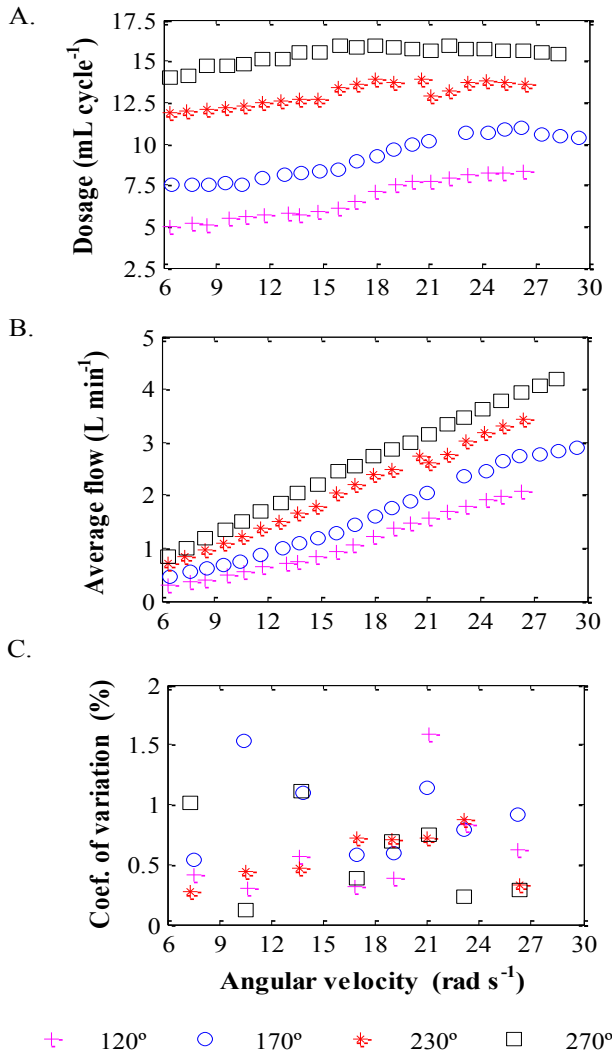 A.
17.5
15
12.5
10
7.5
5
2.5
Dosage (mL cycle⁻¹)
6 9 12 15 18 21 24 27 30
B.
5
4
3
2
1
0
Average flow (L min⁻¹)
6 9 12 15 18 21 24 27 30
C.
2
1.5
1
0.5
0
Coef. of variation (%)
6 9 12 15 18 21 24 27 30
Angular velocity (rad s⁻¹)
120º 170º 230º 270º